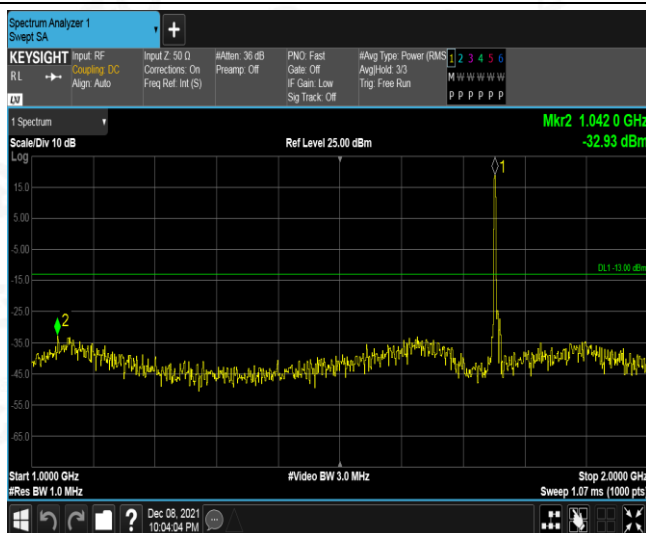 Spectrum Analyzer 1
Swept SA
+
KEYSIGHT
RL
LXI
Input: RF
Coupling: DC
Align: Auto
Input Z: 50 Ω
Corrections: On
Freq Ref: Int (S)
#Atten: 36 dB
Preamp: Off
PNO: Fast
Gate: Off
IF Gain: Low
Sig Track: Off
#Avg Type: Power (RMS
Avg|Hold: 3/3
Trig: Free Run
1 2 3 4 5 6
M W W W W W
P P P P P P
1 Spectrum
Mkr2 1.042 0 GHz
Scale/Div 10 dB
Ref Level 25.00 dBm
-32.93 dBm
Log
1
15.0
5.00
-5.00
DL1 -13.00 dBm
-15.0
-25.0
2
-35.0
-45.0
-55.0
-65.0
Start 1.0000 GHz
#Video BW 3.0 MHz
Stop 2.0000 GHz
#Res BW 1.0 MHz
Sweep 1.07 ms (1000 pts)
?
Dec 08, 2021
10:04:04 PM